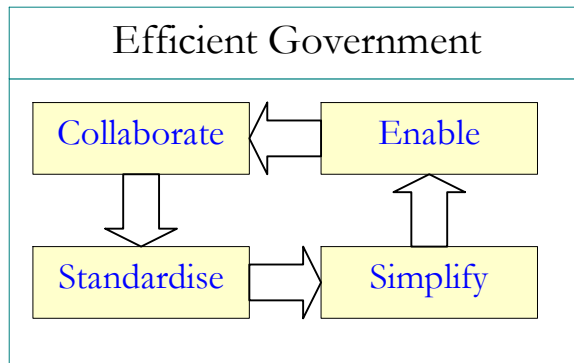 Efficient Government
Collaborate
Enable
Standardise
Simplify